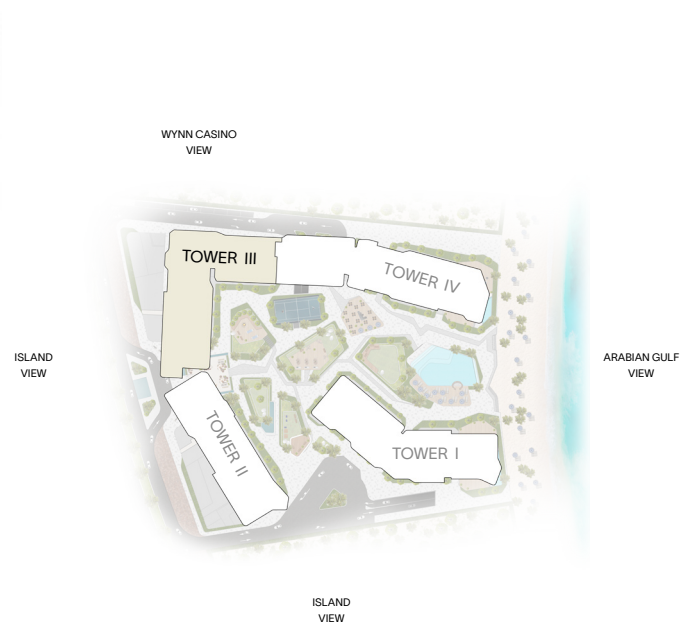 WYNN CASINO
VIEW
TOWER III
TOWER IV
ISLAND
VIEW
ARABIAN GULF
VIEW
TOWER II
TOWER I
ISLAND
VIEW